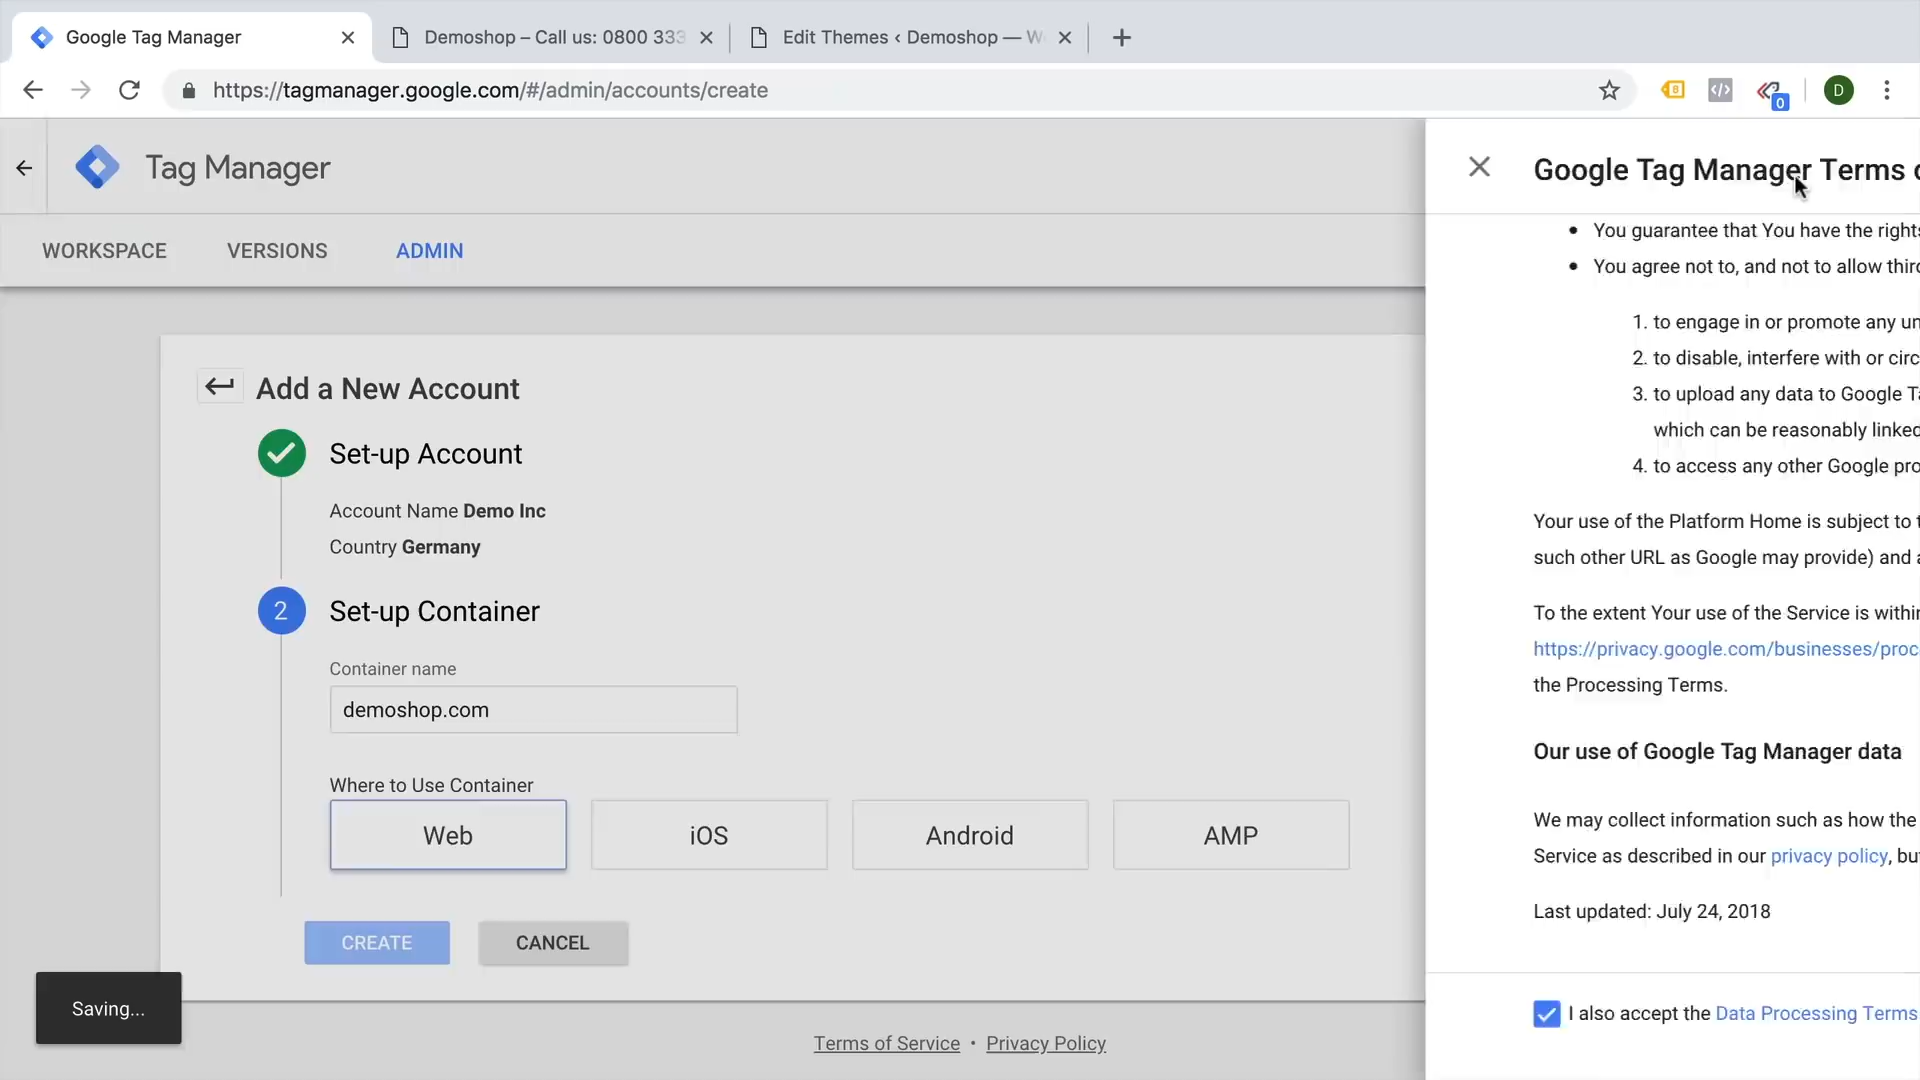 Google Tag Manager
Demoshop – Call us: 0800 333
Edit Themes ‹ Demoshop — W
https://tagmanager.google.com/#/admin/accounts/create
0
D
Tag Manager
WORKSPACE
VERSIONS
ADMIN
Add a New Account
Set-up Account
Account Name Demo Inc
Country Germany
2
Set-up Container
Container name
demoshop.com
Where to Use Container
Web
iOS
Android
AMP
CREATE
CANCEL
Saving...
Terms of Service • Privacy Policy
Google Tag Manager Terms
• You guarantee that You have the rights
• You agree not to, and not to allow
1. to engage in or promote any
2. to disable, interfere with or
3. to upload any data to Google
which can be reasonably linked
4. to access any other Google
Your use of the Platform Home is subject to
such other URL as Google may provide) and
To the extent Your use of the Service is
https://privacy.google.com/businesses/proc
the Processing Terms.
Our use of Google Tag Manager data
We may collect information such as how the
Service as described in our privacy policy,
Last updated: July 24, 2018
I also accept the Data Processing Terms